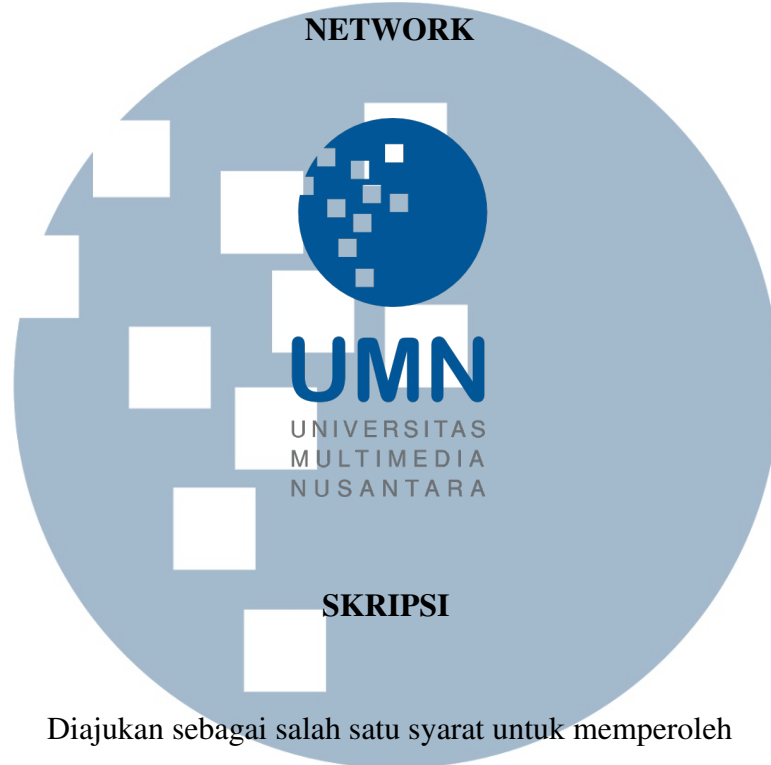 NETWORK
UMN
UNIVERSITAS
MULTIMEDIA
NUSANTARA
SKRIPSI
Diajukan sebagai salah satu syarat untuk memperoleh